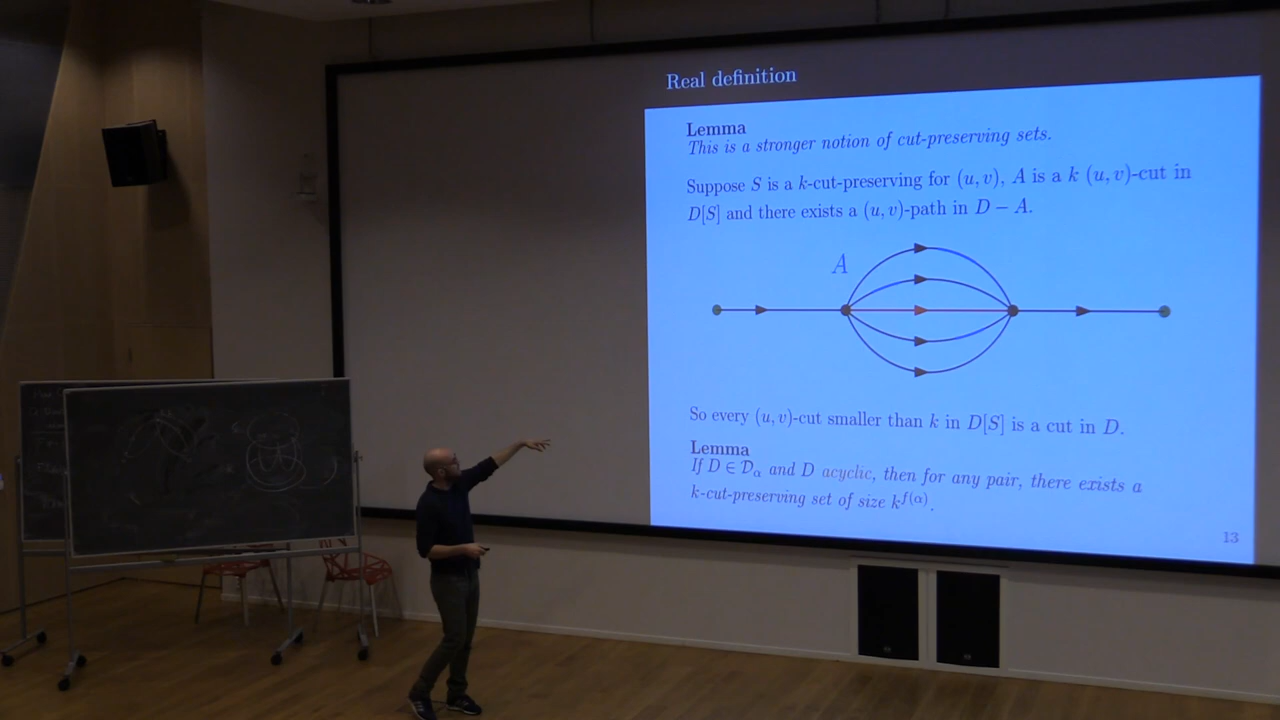 Real definition
Lemma
This is a stronger notion of cut-preserving sets.
Suppose S is a k-cut-preserving for (u, v), A is a k (u, v)-cut in
D[S] and there exists a (u, v)-path in D − A.
A
So every (u, v)-cut smaller than k in D[S] is a cut in D.
Lemma
If D ∈ 𝒟α and D acyclic, then for any pair, there exists a
k-cut-preserving set of size k^f(α).
13